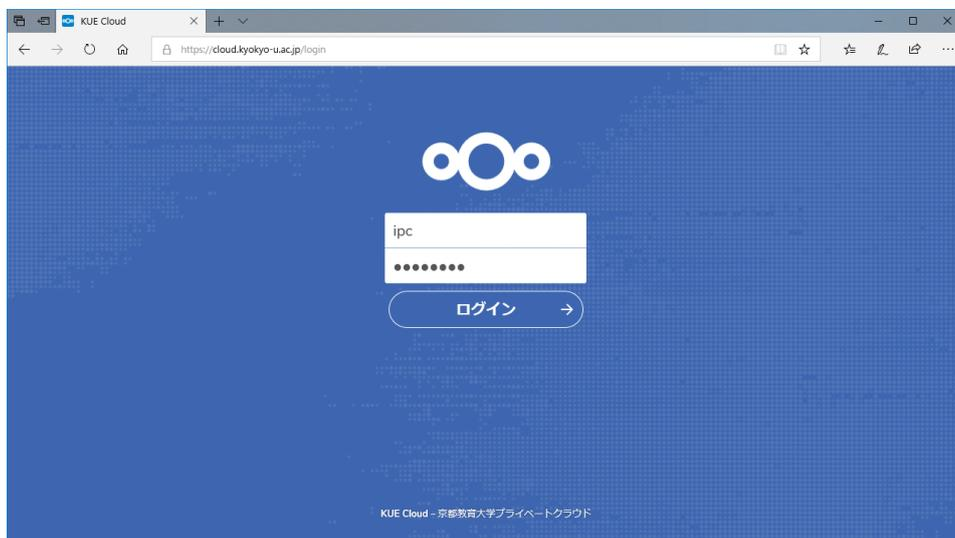 KUE Cloud
https://cloud.kyokyo-u.ac.jp/login
ipc
●●●●●●●●
ログイン
KUE Cloud – 京都教育大学プライベートクラウド